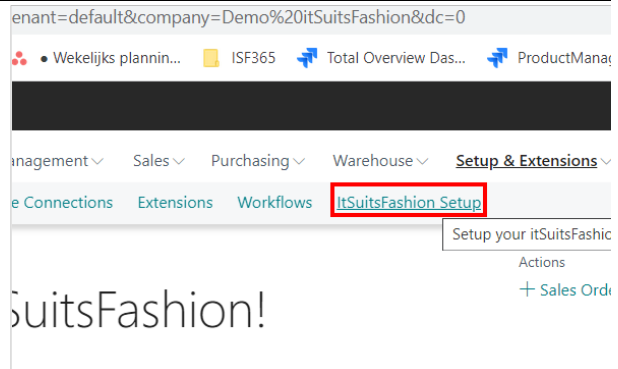 enant=default&company=Demo%20itSuitsFashion&dc=0
• Wekelijks plannin... ISF365 Total Overview Das... ProductManag
anagement Sales Purchasing Warehouse Setup & Extensions
e Connections Extensions Workflows ItSuitsFashion Setup
Setup your itSuitsFashio
Actions
+ Sales Orde
SuitsFashion!